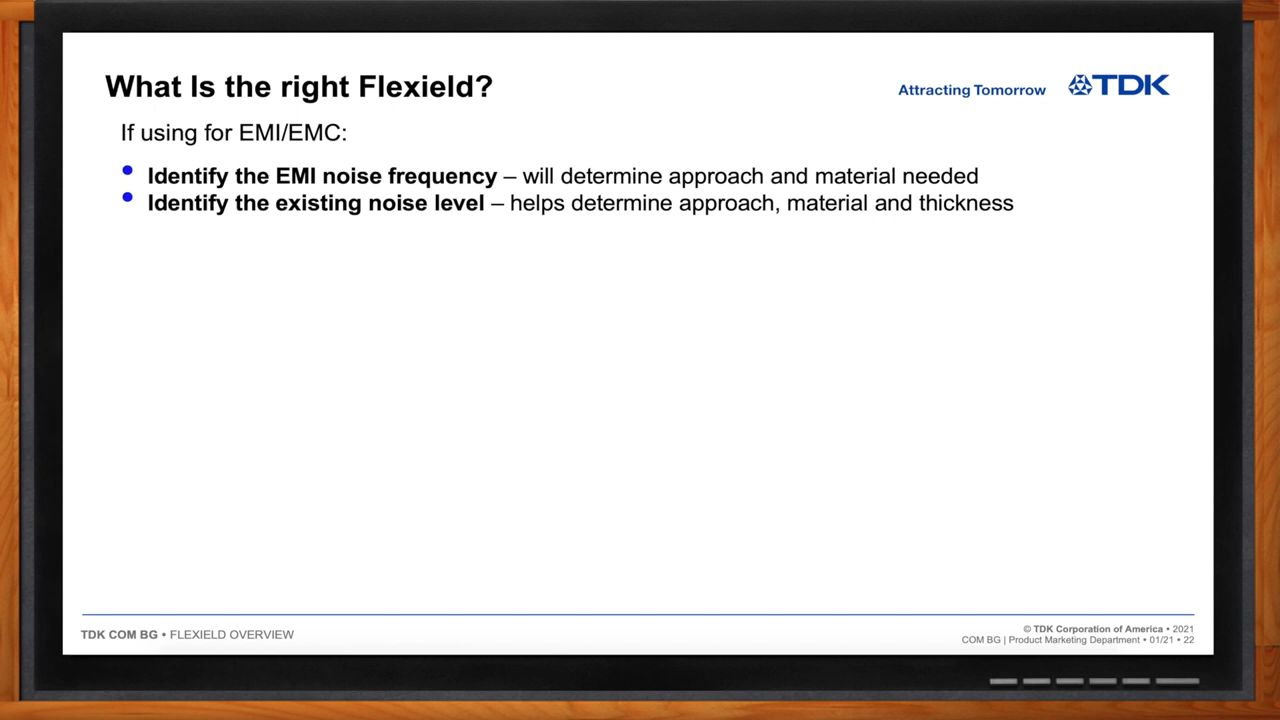 What Is the right Flexield?
Attracting Tomorrow
TDK
If using for EMI/EMC:
• Identify the EMI noise frequency – will determine approach and material needed
• Identify the existing noise level – helps determine approach, material and thickness
TDK COM BG • FLEXIELD OVERVIEW
© TDK Corporation of America • 2021
COM BG | Product Marketing Department • 01/21 • 22